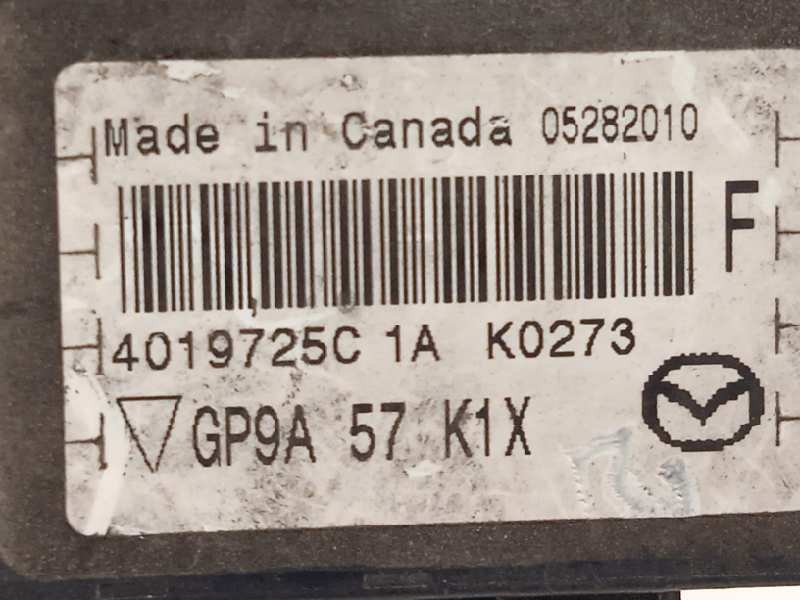 Made in Canada 05282010
F
4019725C 1A K0273
GP9A 57 K1X